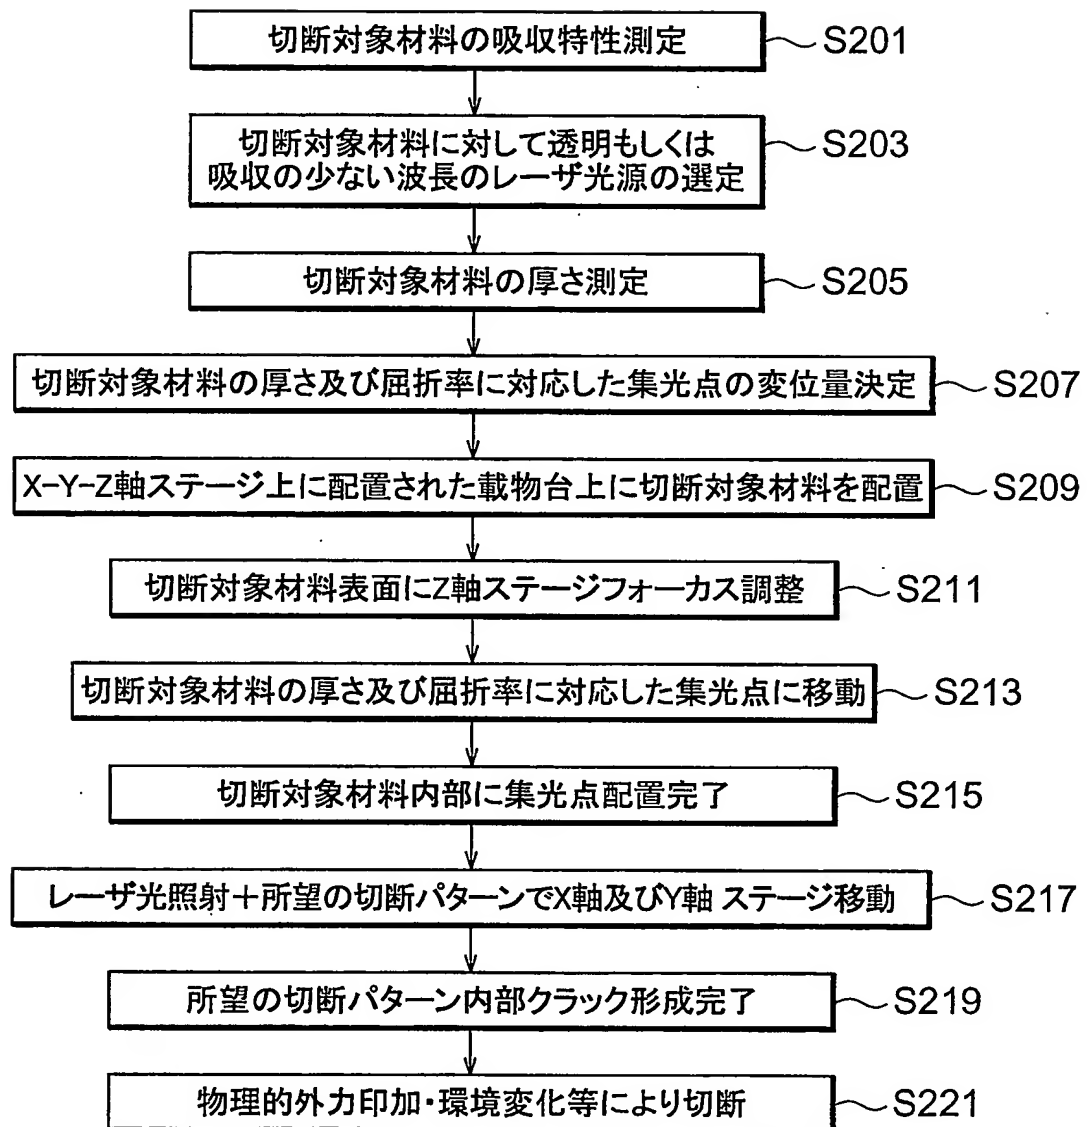 切断対象材料の吸収特性測定 S201
切断対象材料に対して透明もしくは S203
吸収の少ない波長のレーザ光源の選定
切断対象材料の厚さ測定 S205
切断対象材料の厚さ及び屈折率に対応した集光点の変位量決定 S207
X-Y-Z軸ステージ上に配置された載物台上に切断対象材料を配置 S209
切断対象材料表面にZ軸ステージフォーカス調整 S211
切断対象材料の厚さ及び屈折率に対応した集光点に移動 S213
切断対象材料内部に集光点配置完了 S215
レーザ光照射+所望の切断パターンでX軸及びY軸 ステージ移動 S217
所望の切断パターン内部クラック形成完了 S219
物理的外力印加・環境変化等により切断 S221